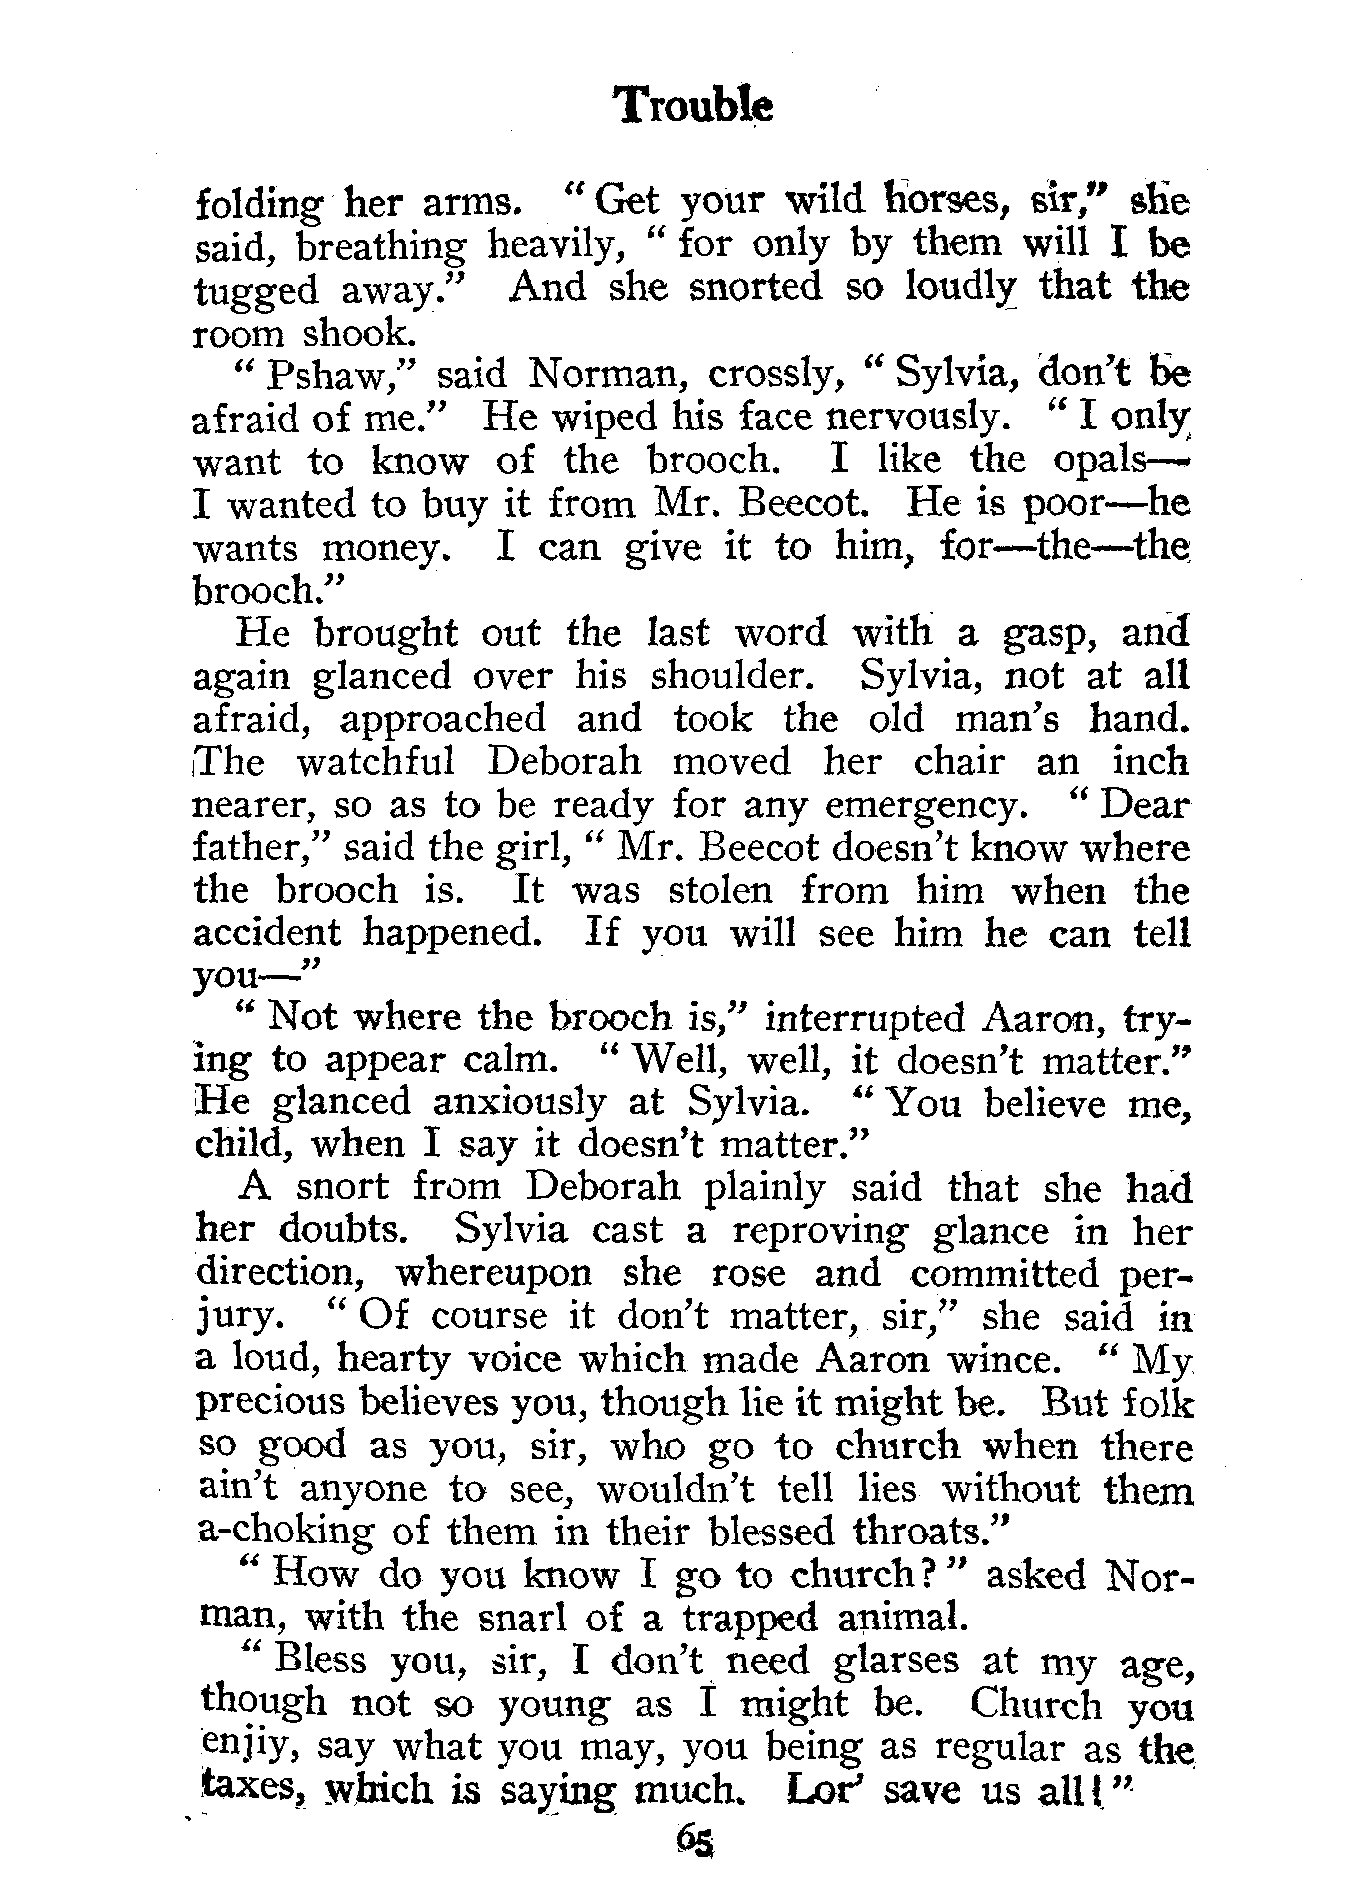 Trouble
folding her arms. "Get your wild horses, sir," she
said, breathing heavily, "for only by them will I be
tugged away." And she snorted so loudly that the
room shook.
"Pshaw," said Norman, crossly, "Sylvia, don't be
afraid of me." He wiped his face nervously. "I only
want to know of the brooch. I like the opals—
I wanted to buy it from Mr. Beecot. He is poor—he
wants money. I can give it to him, for—the—the
brooch."
He brought out the last word with a gasp, and
again glanced over his shoulder. Sylvia, not at all
afraid, approached and took the old man's hand.
The watchful Deborah moved her chair an inch
nearer, so as to be ready for any emergency. "Dear
father," said the girl, "Mr. Beecot doesn't know where
the brooch is. It was stolen from him when the
accident happened. If you will see him he can tell
you—"
"Not where the brooch is," interrupted Aaron, try-
ing to appear calm. "Well, well, it doesn't matter."
He glanced anxiously at Sylvia. "You believe me,
child, when I say it doesn't matter."
A snort from Deborah plainly said that she had
her doubts. Sylvia cast a reproving glance in her
direction, whereupon she rose and committed per-
jury. "Of course it don't matter, sir," she said in
a loud, hearty voice which made Aaron wince. "My
precious believes you, though lie it might be. But folk
so good as you, sir, who go to church when there
ain't anyone to see, wouldn't tell lies without them
a-choking of them in their blessed throats."
"How do you know I go to church?" asked Nor-
man, with the snarl of a trapped animal.
"Bless you, sir, I don't need glarses at my age,
though not so young as I might be. Church you
enjiy, say what you may, you being as regular as the
taxes, which is saying much. Lor' save us all!"
65